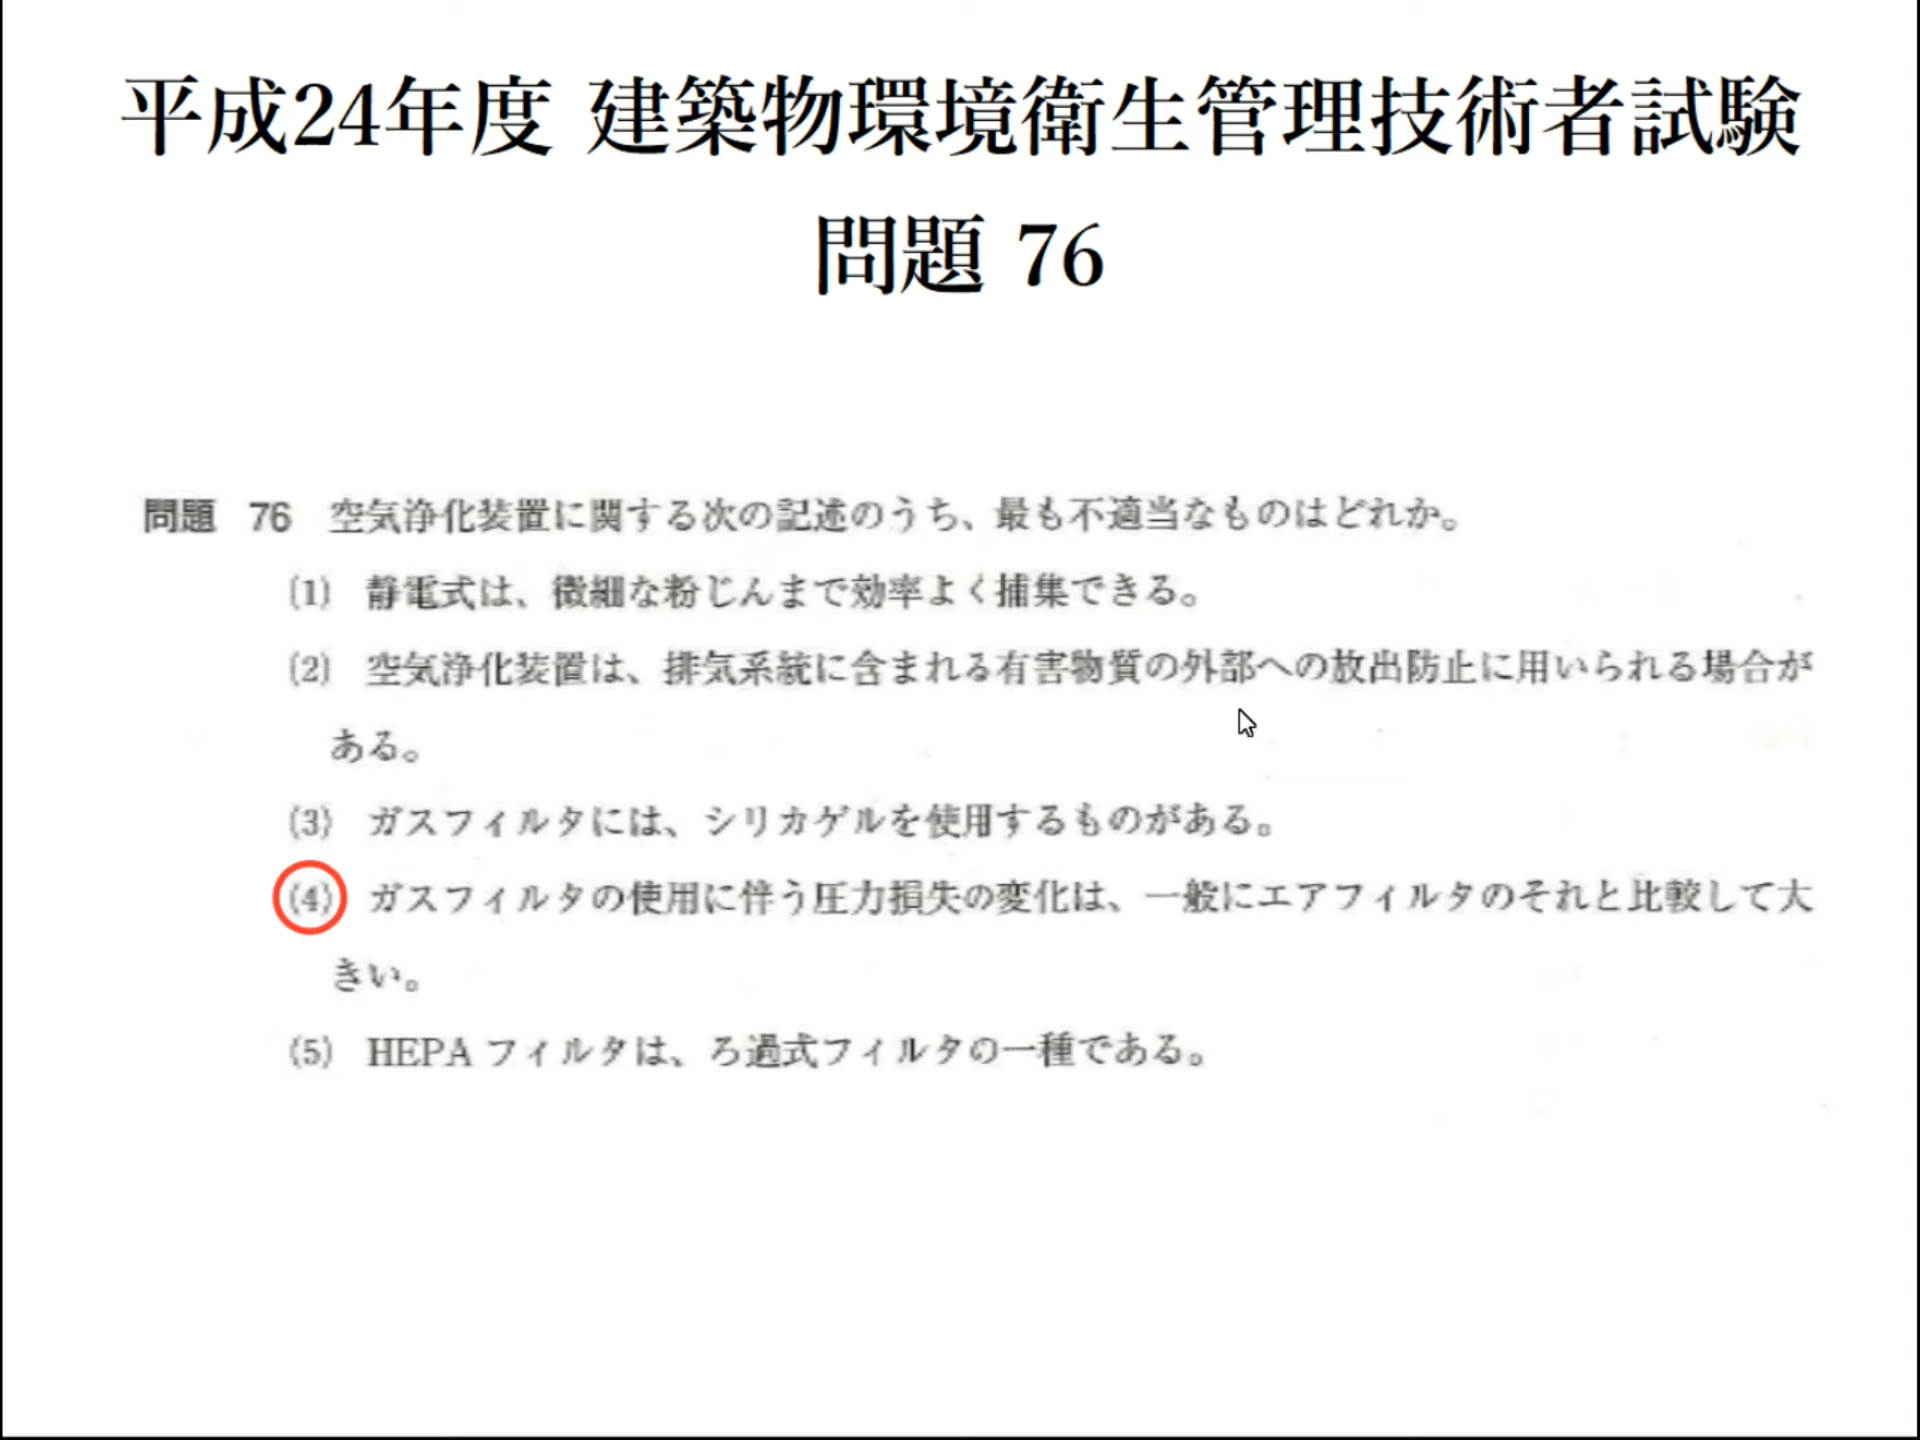 平成24年度 建築物環境衛生管理技術者試験
問題 76
問題 76 空気浄化装置に関する次の記述のうち、最も不適当なものはどれか。
(1) 静電式は、微細な粉じんまで効率よく捕集できる。
(2) 空気浄化装置は、排気系統に含まれる有害物質の外部への放出防止に用いられる場合が
ある。
(3) ガスフィルタには、シリカゲルを使用するものがある。
(4) ガスフィルタの使用に伴う圧力損失の変化は、一般にエアフィルタのそれと比較して大
きい。
(5) HEPA フィルタは、ろ過式フィルタの一種である。